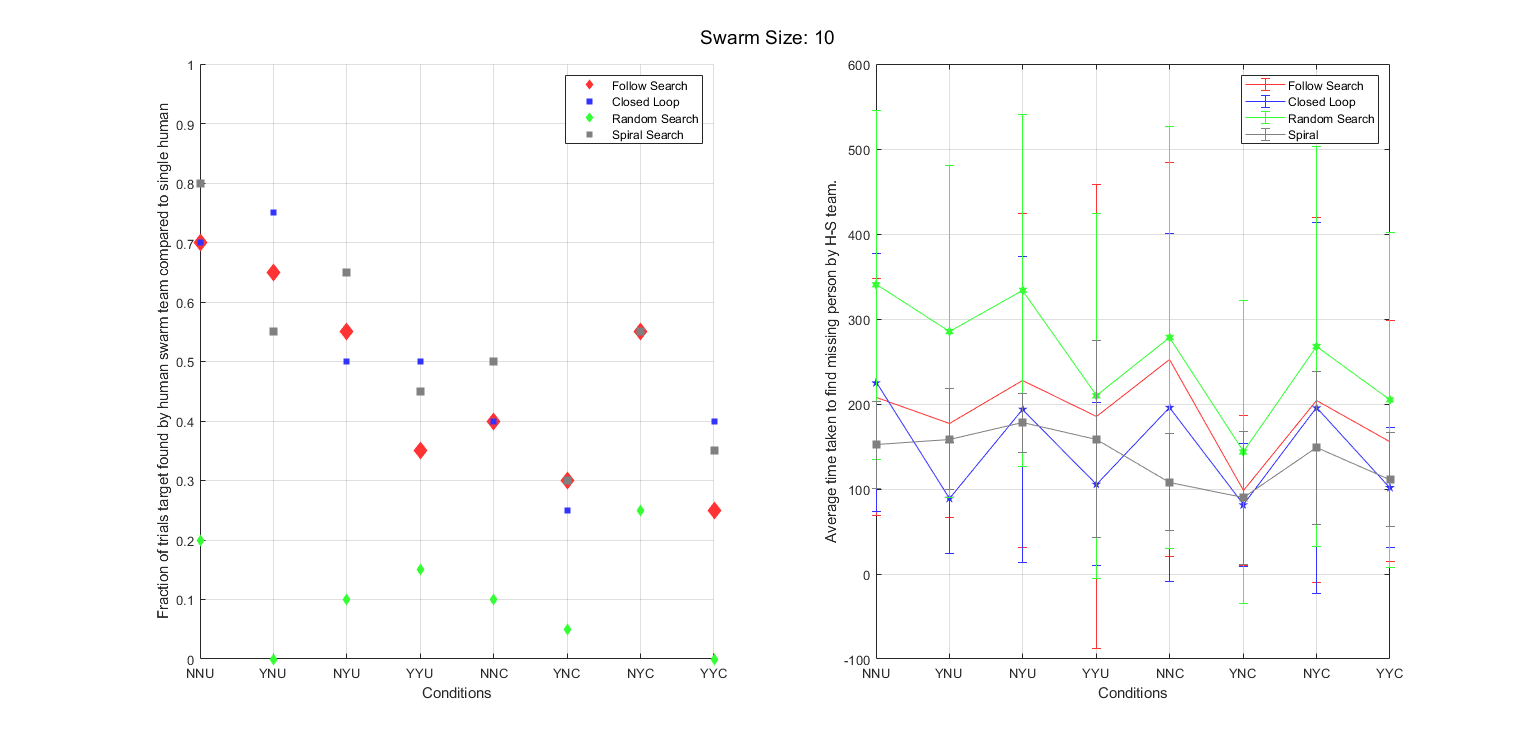 Swarm Size: 10
Fraction of trials target found by human swarm team compared to single human
1
0.9
0.8
0.7
0.6
0.5
0.4
0.3
0.2
0.1
0
Follow Search
Closed Loop
Random Search
Spiral Search
NNU YNU NYU YYU NNC YNC NYC YYC
Conditions
Average time taken to find missing person by H-S team.
600
500
400
300
200
100
0
-100
Follow Search
Closed Loop
Random Search
Spiral
NNU YNU NYU YYU NNC YNC NYC YYC
Conditions